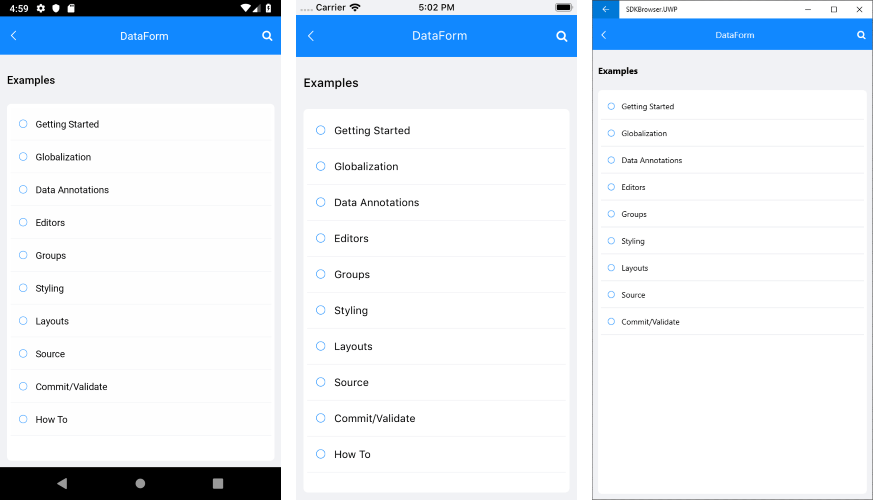 4:59
DataForm
Examples
Getting Started
Globalization
Data Annotations
Editors
Groups
Styling
Layouts
Source
Commit/Validate
How To
Carrier
5:02 PM
DataForm
Examples
Getting Started
Globalization
Data Annotations
Editors
Groups
Styling
Layouts
Source
Commit/Validate
How To
SDKBrowser.UWP
DataForm
Examples
Getting Started
Globalization
Data Annotations
Editors
Groups
Styling
Layouts
Source
Commit/Validate